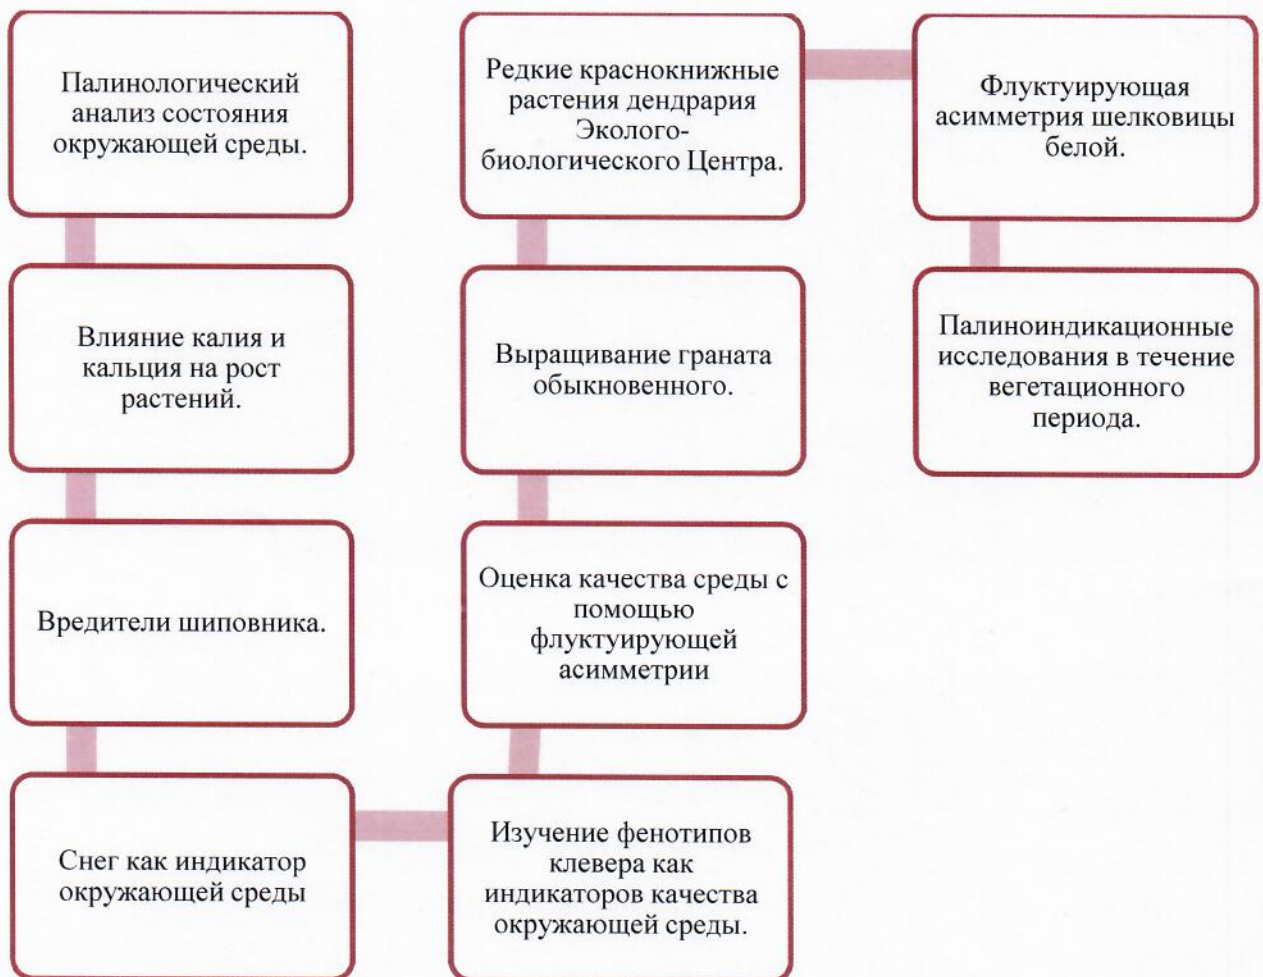 Палинологический
анализ состояния
окружающей среды.
Влияние калия и
кальция на рост
растений.
Вредители шиповника.
Снег как индикатор
окружающей среды
Изучение фенотипов
клевера как
индикаторов качества
окружающей среды.
Оценка качества среды с
помощью
флуктуирующей
асимметрии
Выращивание граната
обыкновенного.
Редкие краснокнижные
растения дендрария
Эколого-
биологического Центра.
Флуктуирующая
асимметрия шелковицы
белой.
Палиноиндикационные
исследования в течение
вегетационного
периода.